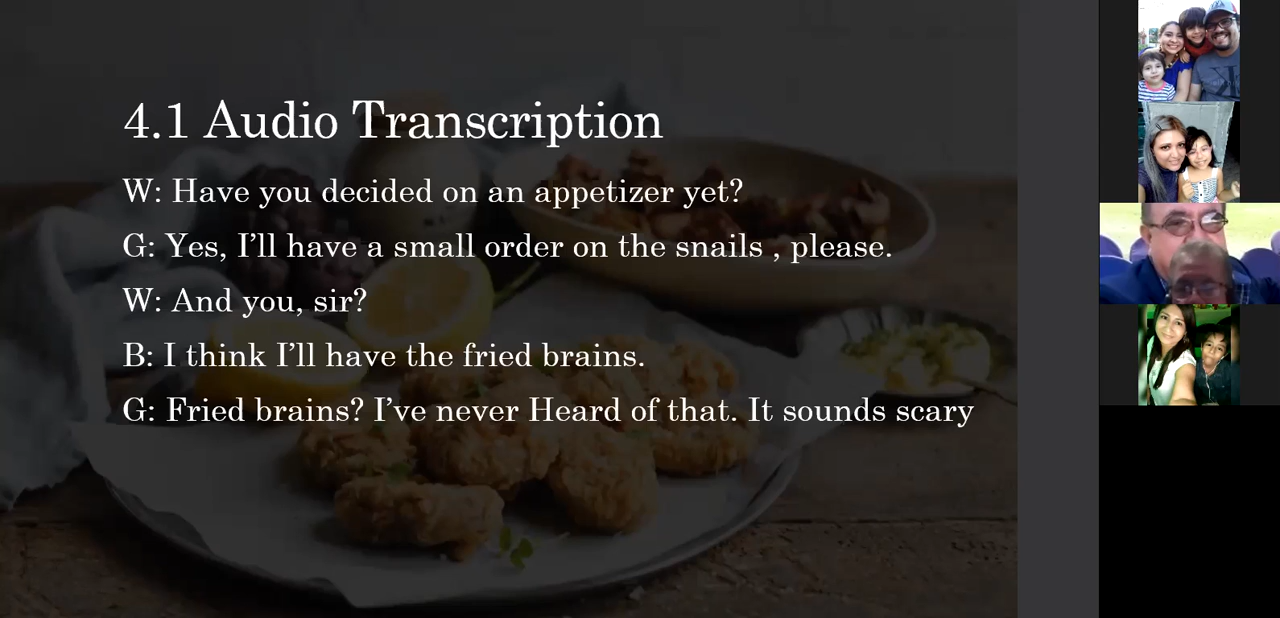 4.1 Audio Transcription
W: Have you decided on an appetizer yet?
G: Yes, I’ll have a small order on the snails , please.
W: And you, sir?
B: I think I’ll have the fried brains.
G: Fried brains? I’ve never Heard of that. It sounds scary